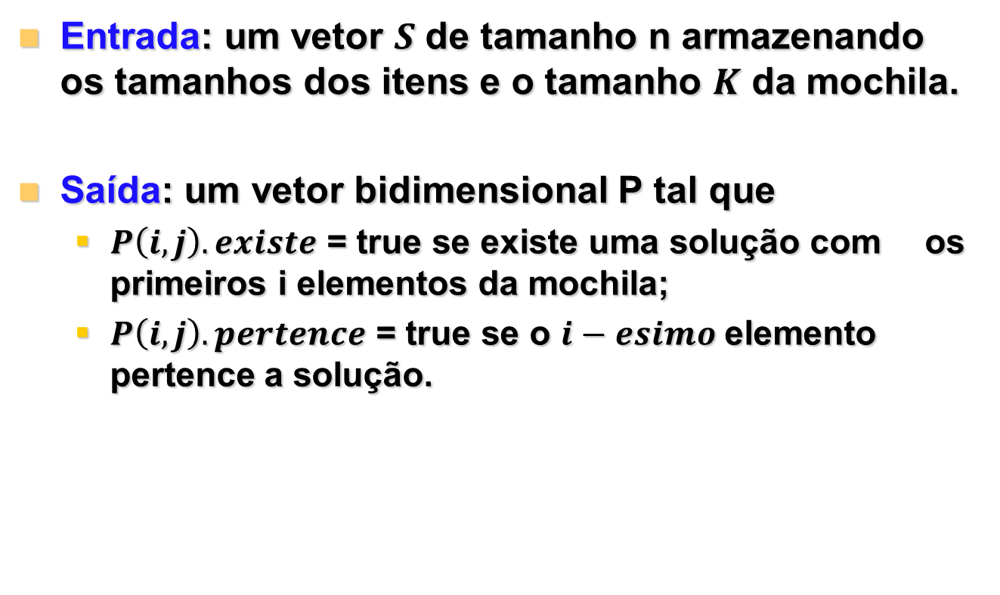 Entrada: um vetor 𝑺 de tamanho n armazenando
os tamanhos dos itens e o tamanho 𝑲 da mochila.
Saída: um vetor bidimensional P tal que
𝑷(𝒊,𝒋).𝒆𝒙𝒊𝒔𝒕𝒆 = true se existe uma solução com os
primeiros i elementos da mochila;
𝑷(𝒊,𝒋).𝒑𝒆𝒓𝒕𝒆𝒏𝒄𝒆 = true se o 𝒊 − 𝒆𝒔𝒊𝒎𝒐 elemento
pertence a solução.